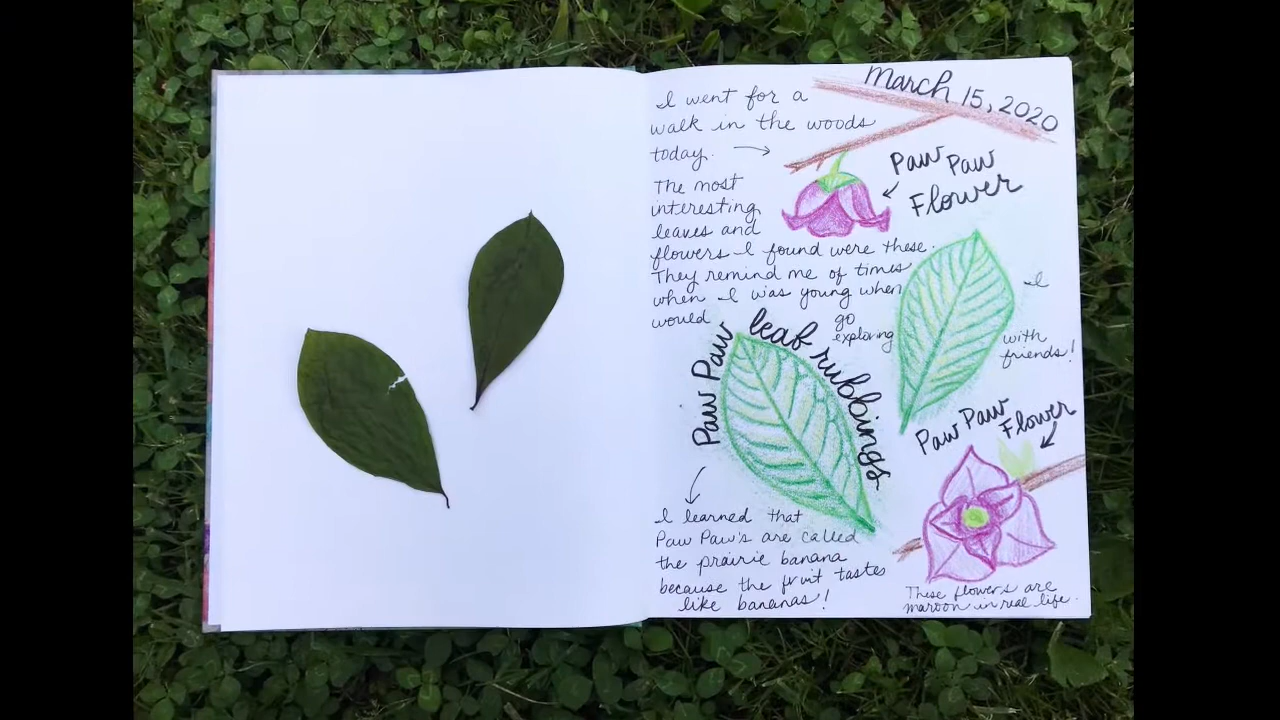 March 15, 2020
I went for a
walk in the woods
today.
The most
interesting
leaves and
flowers I found were these.
They remind me of times
when I was young when I
would go
exploring
with
friends!
Paw Paw
Flower
Paw Paw leaf rubbings
Paw Paw
Flower
I learned that
Paw Paw's are called
the prairie banana
because the fruit tastes
like bananas!
These flowers are
maroon in real life.